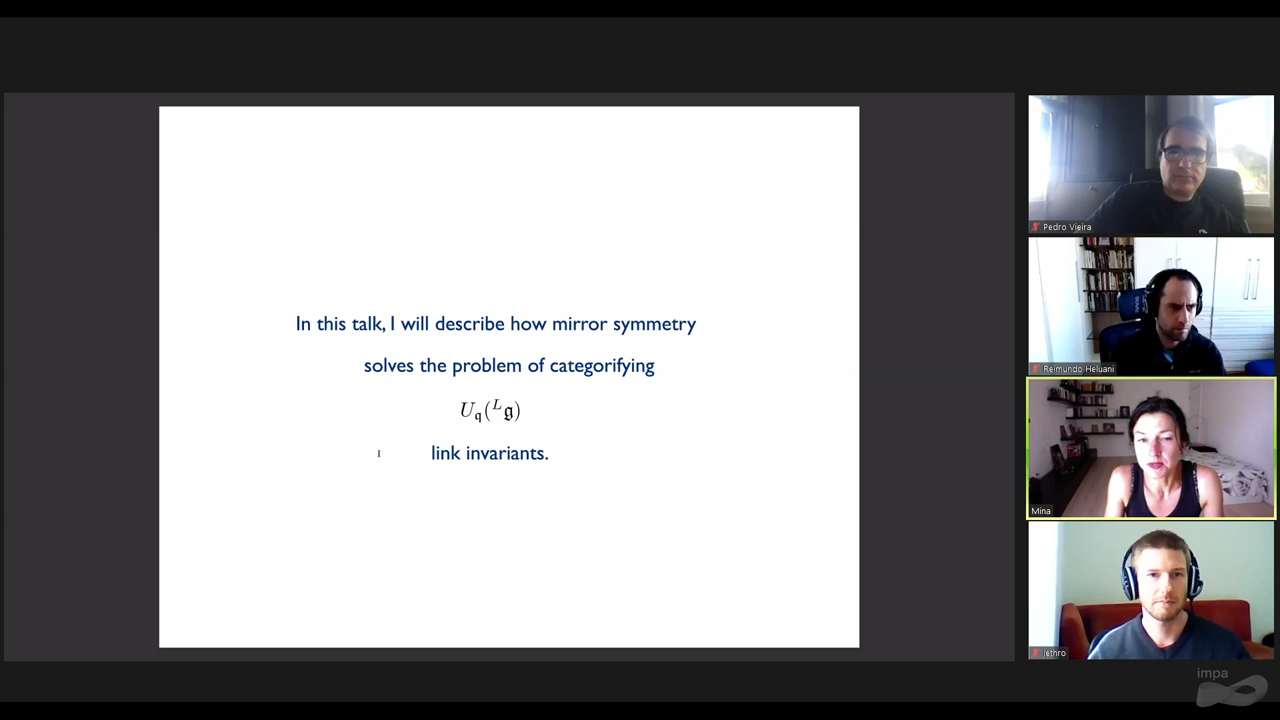 In this talk, I will describe how mirror symmetry
solves the problem of categorifying
U_𝔮(^L𝔤)
link invariants.
Pedro Vieira
Reimundo Heluani
Mina
jethro
impa